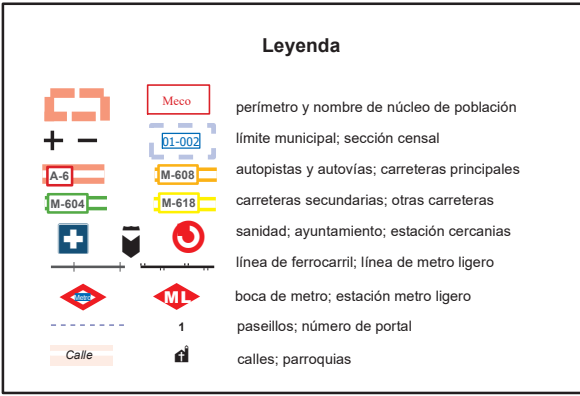 Leyenda
Meco perímetro y nombre de núcleo de población
01-002 límite municipal; sección censal
A-6 M-608 autopistas y autovías; carreteras principales
M-604 M-618 carreteras secundarias; otras carreteras
sanidad; ayuntamiento; estación cercanias
línea de ferrocarril; línea de metro ligero
Metro ML boca de metro; estación metro ligero
1 paseillos; número de portal
Calle calles; parroquias